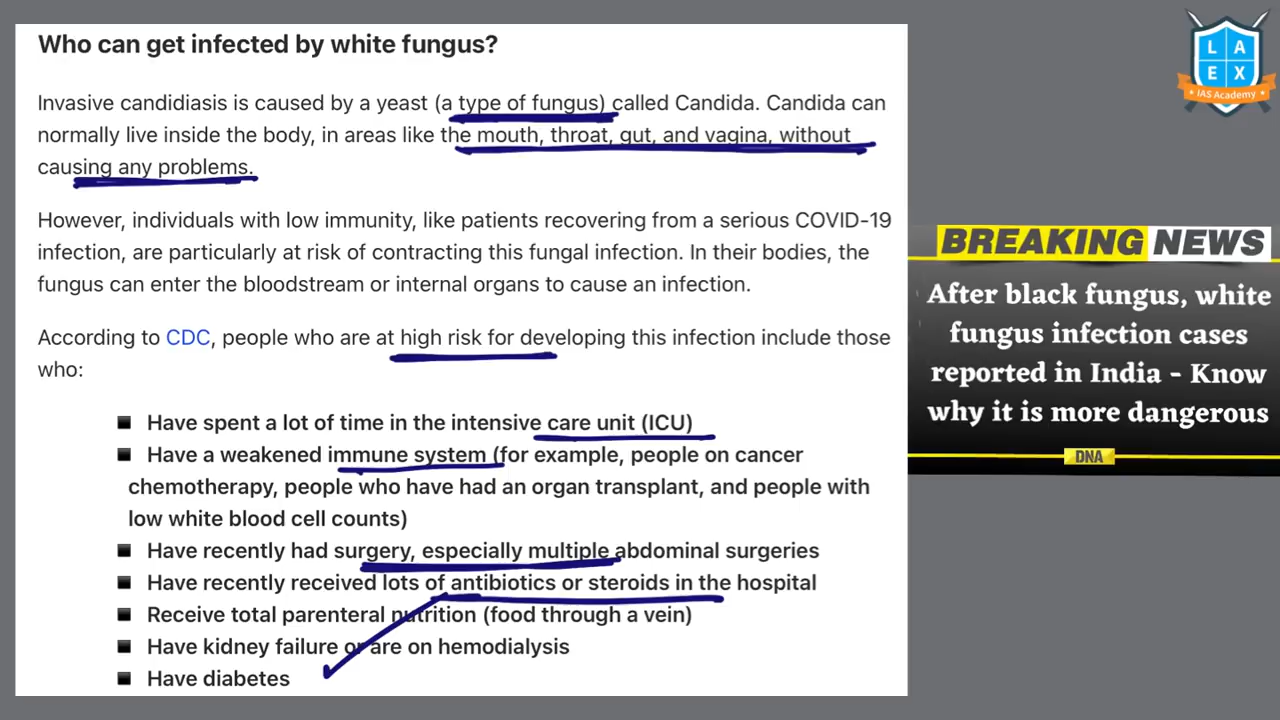 Who can get infected by white fungus?
Invasive candidiasis is caused by a yeast (a type of fungus) called Candida. Candida can
normally live inside the body, in areas like the mouth, throat, gut, and vagina, without
causing any problems.
However, individuals with low immunity, like patients recovering from a serious COVID-19
infection, are particularly at risk of contracting this fungal infection. In their bodies, the
fungus can enter the bloodstream or internal organs to cause an infection.
According to CDC, people who are at high risk for developing this infection include those
who:
Have spent a lot of time in the intensive care unit (ICU)
Have a weakened immune system (for example, people on cancer
chemotherapy, people who have had an organ transplant, and people with
low white blood cell counts)
Have recently had surgery, especially multiple abdominal surgeries
Have recently received lots of antibiotics or steroids in the hospital
Receive total parenteral nutrition (food through a vein)
Have kidney failure or are on hemodialysis
Have diabetes
L A
E X
IAS Academy
BREAKING NEWS
After black fungus, white
fungus infection cases
reported in India - Know
why it is more dangerous
DNA